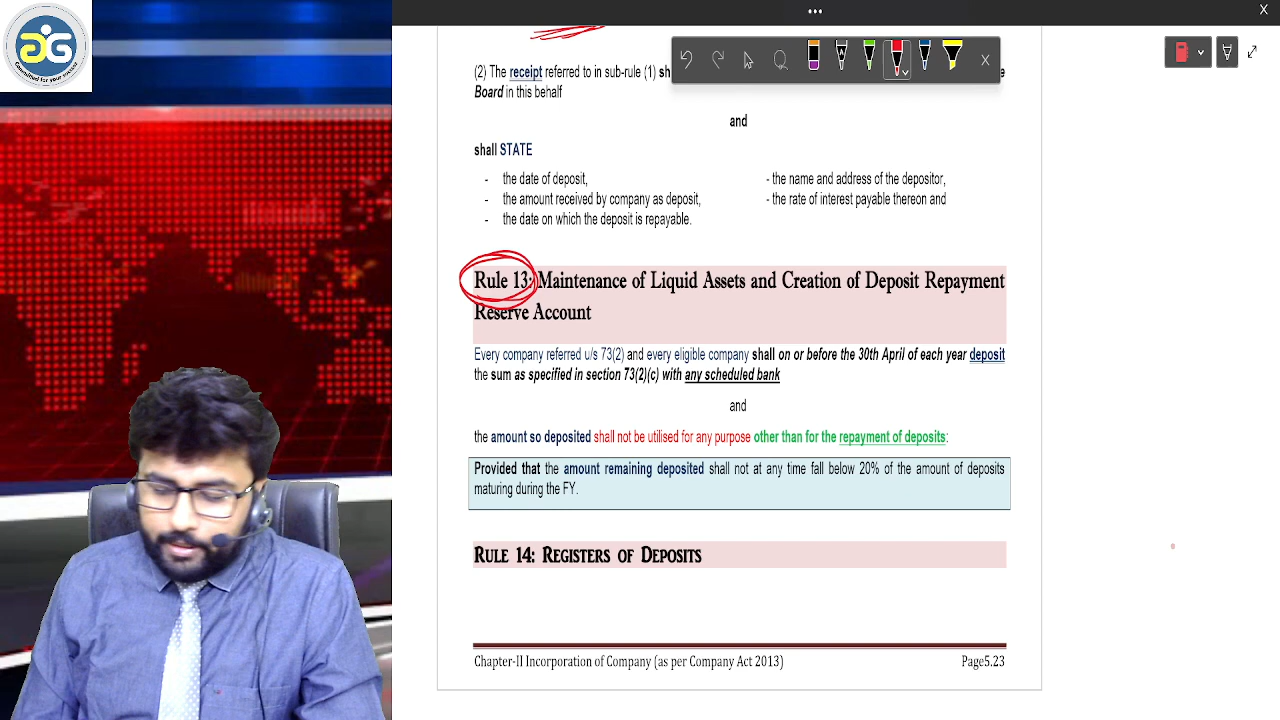 Committed for your success
(2) The receipt referred to in sub-rule (1) sh
e
Board in this behalf
and
shall STATE
- the date of deposit,
- the name and address of the depositor,
- the amount received by company as deposit,
- the rate of interest payable thereon and
- the date on which the deposit is repayable.
Rule 13: Maintenance of Liquid Assets and Creation of Deposit Repayment
Reserve Account
Every company referred u/s 73(2) and every eligible company shall on or before the 30th April of each year deposit
the sum as specified in section 73(2)(c) with any scheduled bank
and
the amount so deposited shall not be utilised for any purpose other than for the repayment of deposits:
Provided that the amount remaining deposited shall not at any time fall below 20% of the amount of deposits
maturing during the FY.
RULE 14: REGISTERS OF DEPOSITS
Chapter-II Incorporation of Company (as per Company Act 2013)
Page5.23